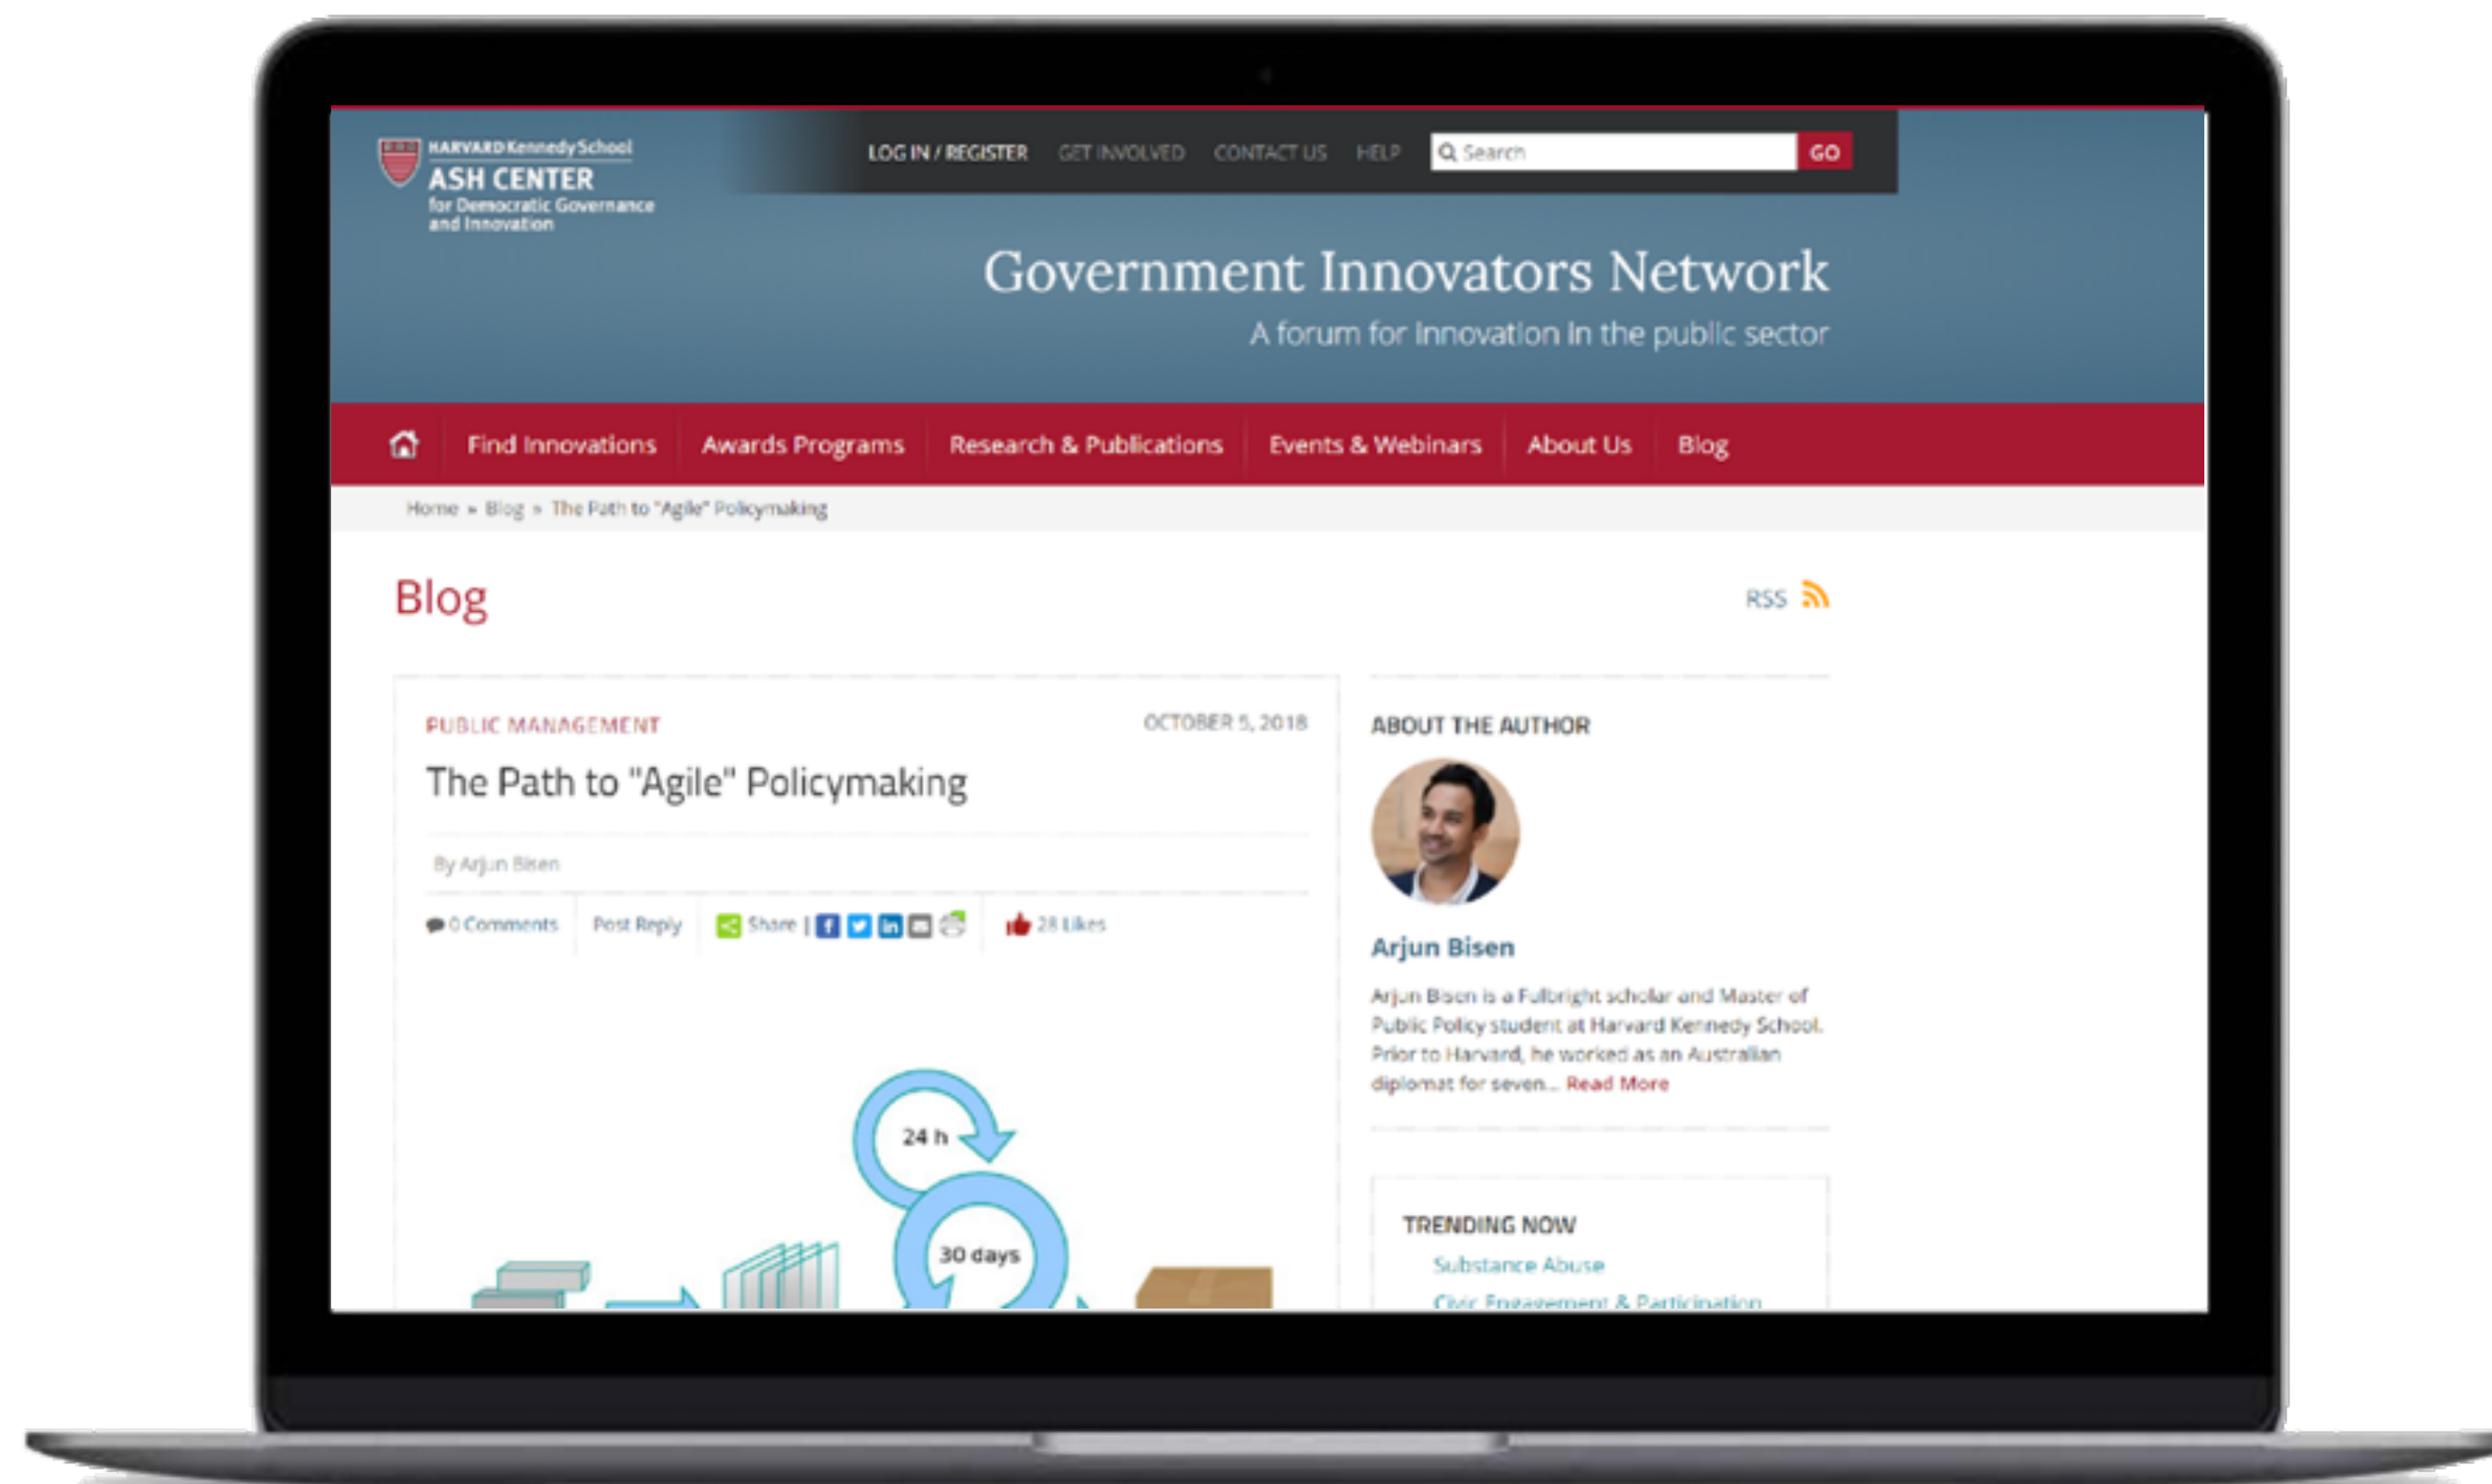 HARVARD Kennedy School
ASH CENTER
for Democratic Governance
and Innovation
LOG IN / REGISTER GET INVOLVED CONTACT US HELP Search GO
Government Innovators Network
A forum for innovation in the public sector
Find Innovations Awards Programs Research & Publications Events & Webinars About Us Blog
Home » Blog » The Path to "Agile" Policymaking
Blog
RSS
PUBLIC MANAGEMENT OCTOBER 5, 2018
The Path to "Agile" Policymaking
By Arjun Bisen
0 Comments Post Reply Share | 28 Likes
24 h
30 days
ABOUT THE AUTHOR
Arjun Bisen
Arjun Bisen is a Fulbright scholar and Master of
Public Policy student at Harvard Kennedy School.
Prior to Harvard, he worked as an Australian
diplomat for seven... Read More
TRENDING NOW
Substance Abuse
Civic Engagement & Participation